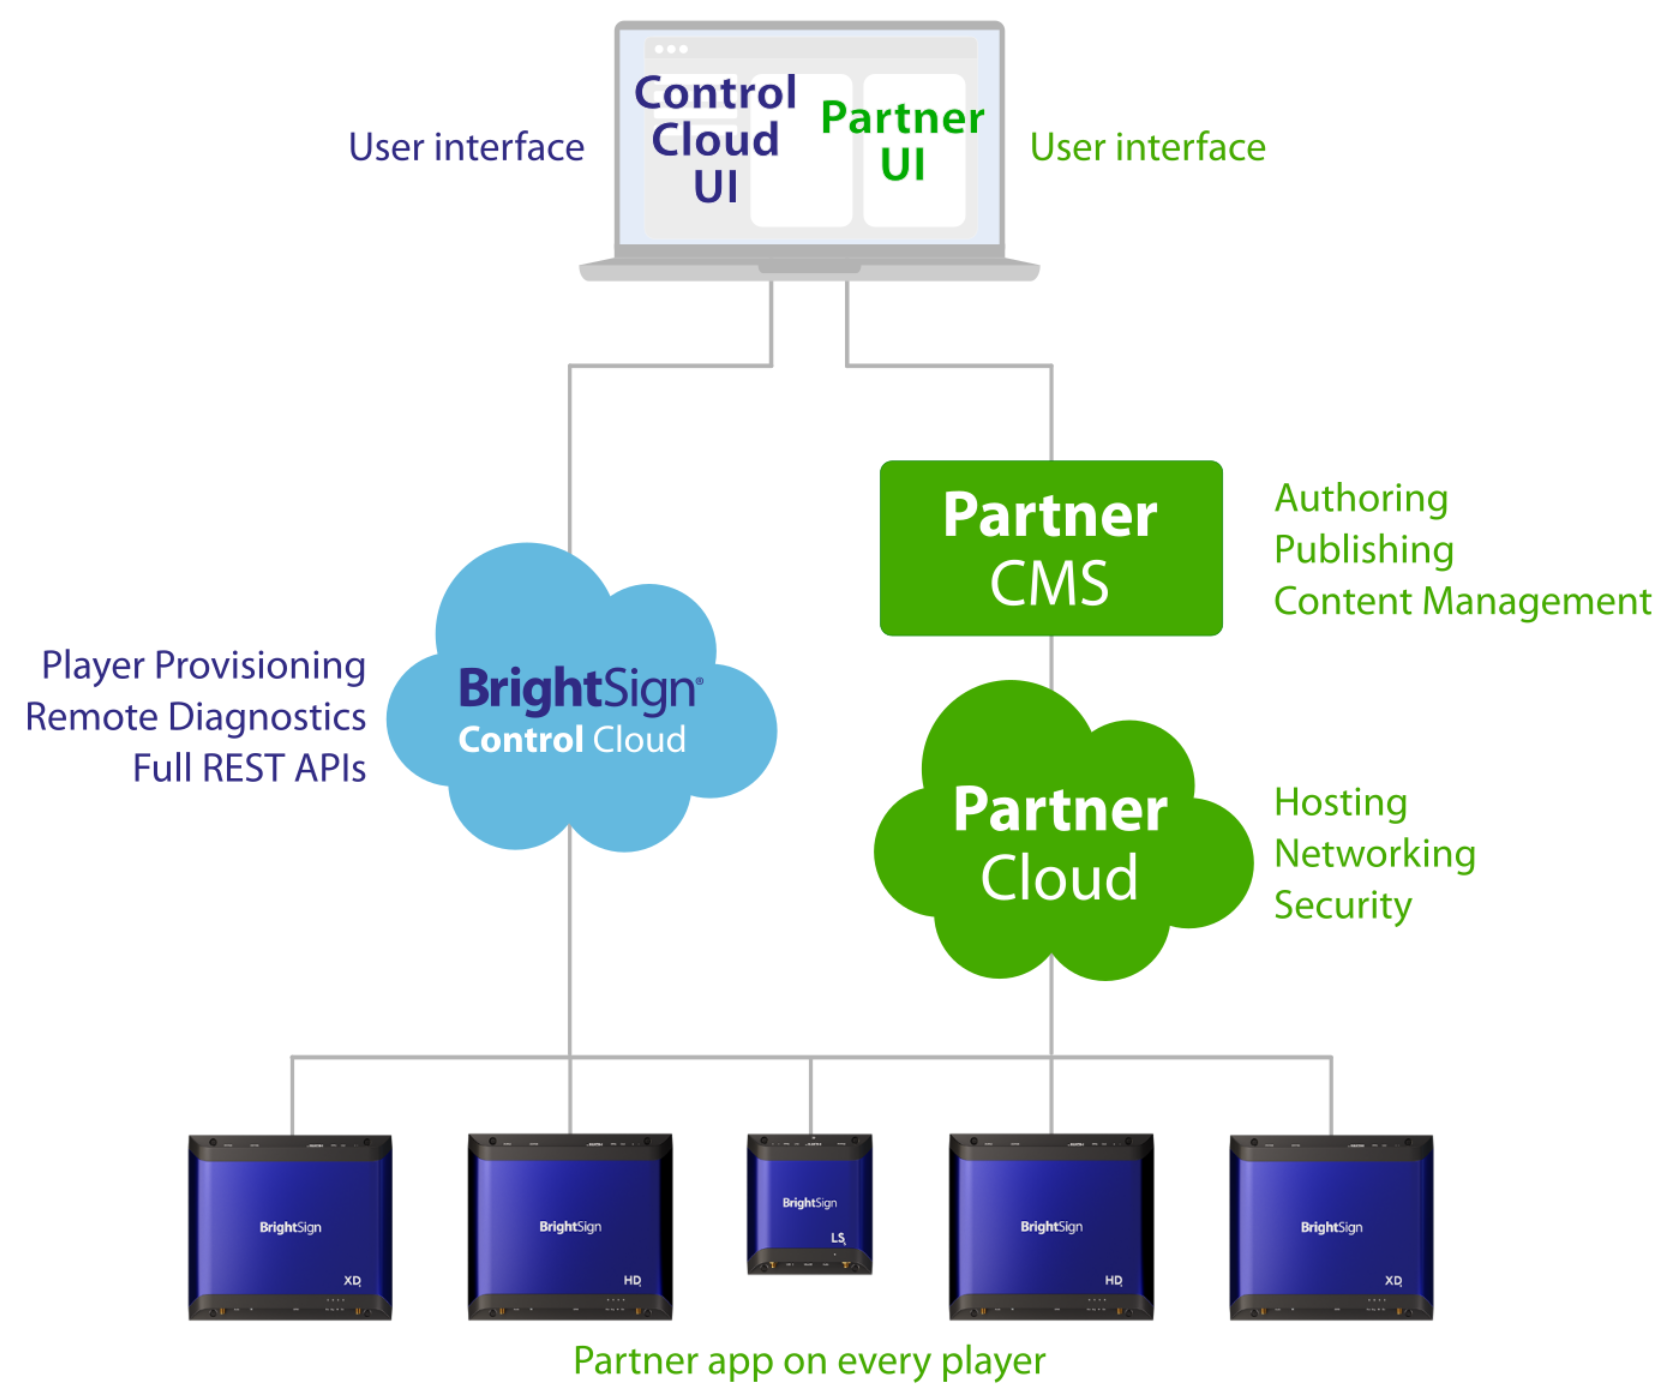 Control
Cloud
UI
Partner
UI
User interface
User interface
Partner
CMS
Authoring
Publishing
Content Management
Player Provisioning
Remote Diagnostics
Full REST APIs
BrightSign®
Control Cloud
Partner
Cloud
Hosting
Networking
Security
BrightSign
XD
BrightSign
HD
BrightSign
LS
BrightSign
HD
BrightSign
XD
Partner app on every player